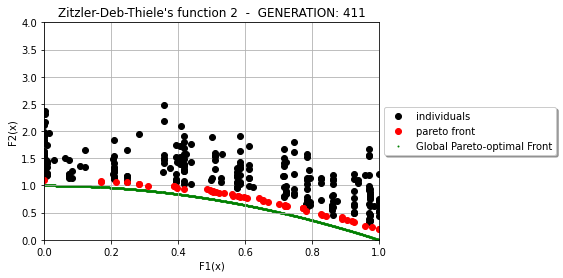 Zitzler-Deb-Thiele's function 2 - GENERATION: 411
4.0
3.5
3.0
2.5
2.0
1.5
1.0
0.5
0.0
F2(x)
0.0 0.2 0.4 0.6 0.8 1.0
F1(x)
individuals
pareto front
Global Pareto-optimal Front